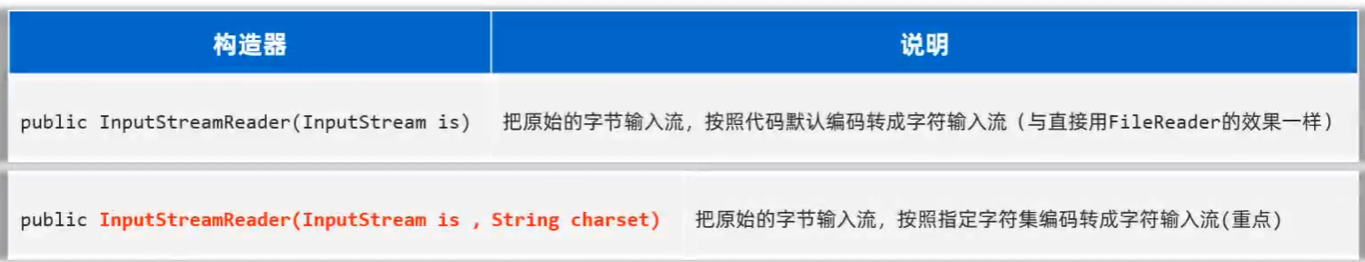 构造器 说明
public InputStreamReader(InputStream is) 把原始的字节输入流，按照代码默认编码转成字符输入流（与直接用FileReader的效果一样）
public InputStreamReader(InputStream is , String charset) 把原始的字节输入流，按照指定字符集编码转成字符输入流(重点)